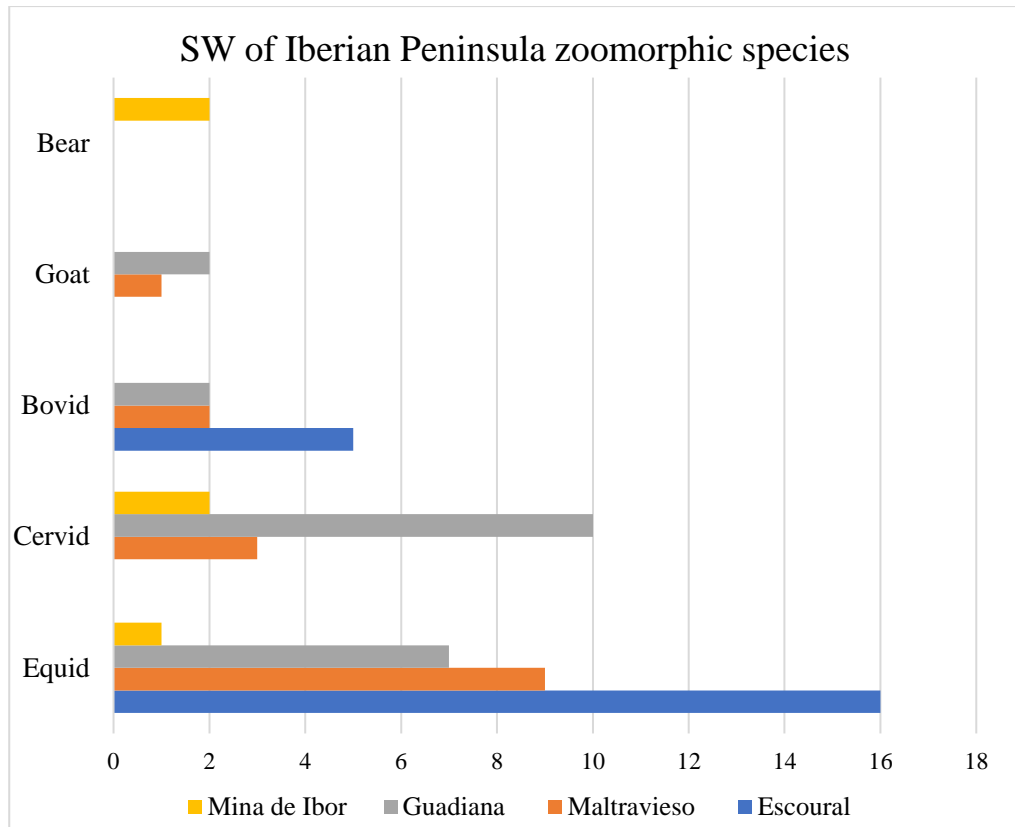 SW of Iberian Peninsula zoomorphic species
Bear
Goat
Bovid
Cervid
Equid
0 2 4 6 8 10 12 14 16 18
Mina de Ibor Guadiana Maltravieso Escoural